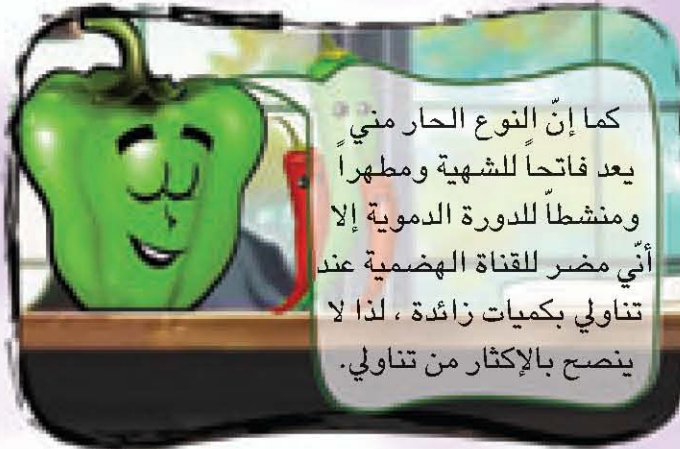 كما إنّ النوع الحار مني
يعد فاتحاً للشهية ومطهراً
ومنشطاً للدورة الدموية إلا
أنّي مضر للقناة الهضمية عند
تناولي بكميات زائدة ، لذا لا
ينصح بالإكثار من تناولي.